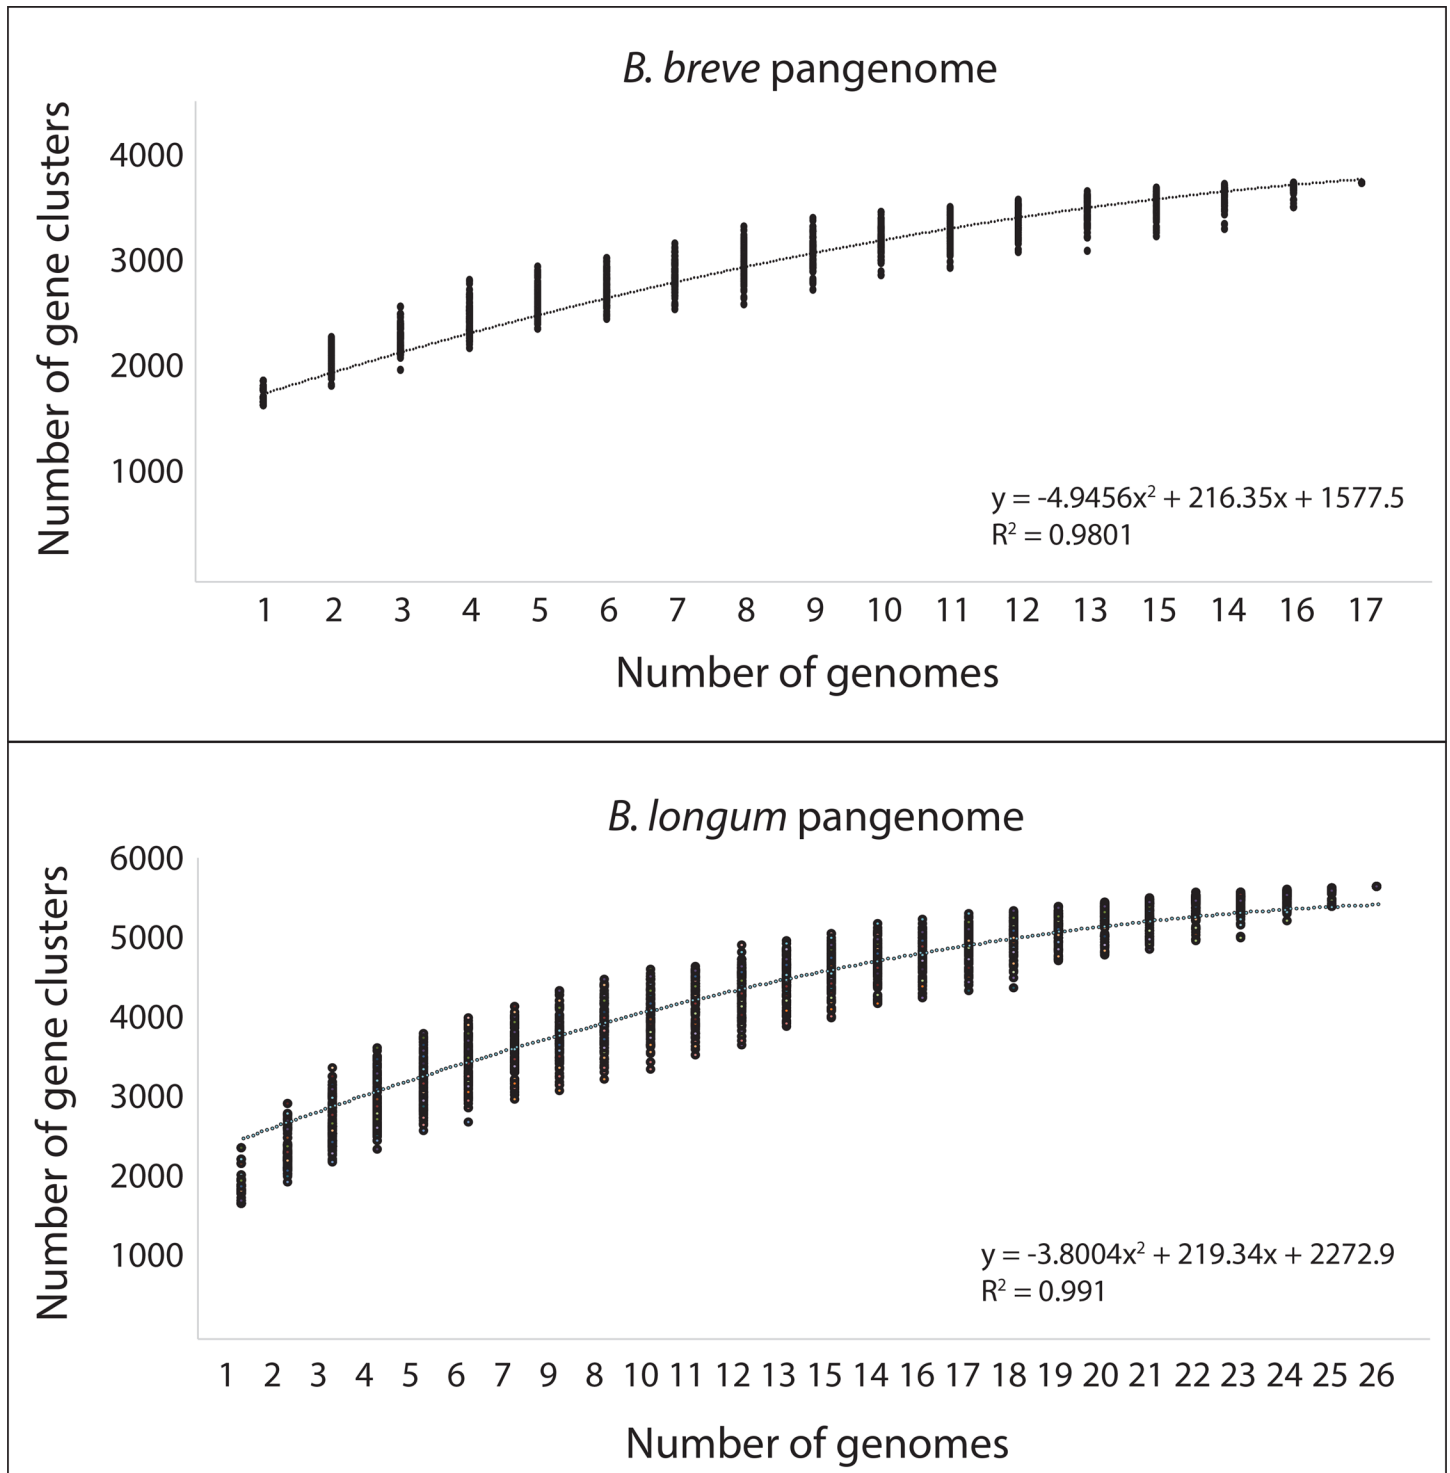 B. breve pangenome
Number of gene clusters
4000
3000
2000
1000
y = -4.9456x² + 216.35x + 1577.5
R² = 0.9801
1 2 3 4 5 6 7 8 9 10 11 12 13 15 14 16 17
Number of genomes
B. longum pangenome
Number of gene clusters
6000
5000
4000
3000
2000
1000
y = -3.8004x² + 219.34x + 2272.9
R² = 0.991
1 2 3 4 5 6 7 9 8 10 11 12 13 15 14 16 17 18 19 20 21 22 23 24 25 26
Number of genomes